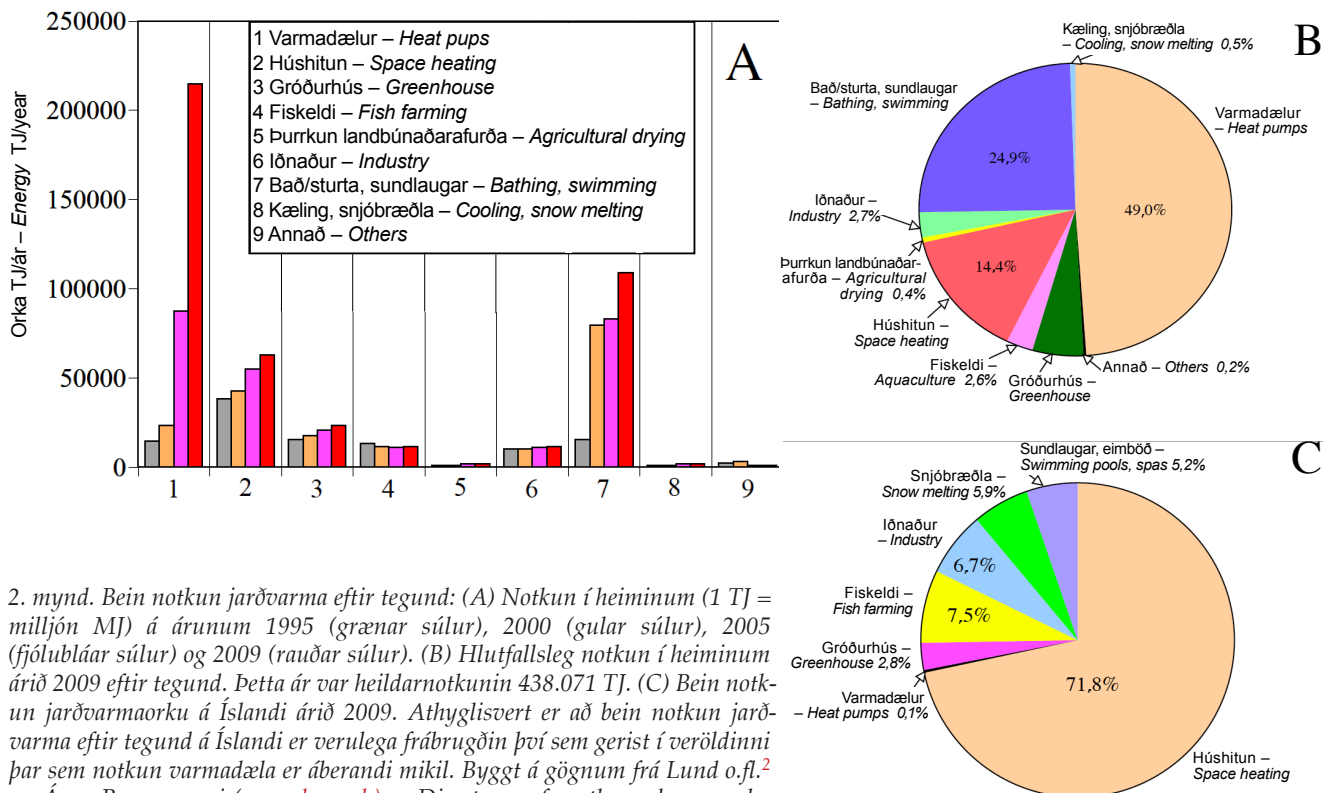 250000
200000
150000
100000
50000
0
Orka TJ/ár – Energy TJ/year
1 Varmadælur – Heat pups
2 Húshitun – Space heating
3 Gróðurhús – Greenhouse
4 Fiskeldi – Fish farming
5 Þurrkun landbúnaðarafurða – Agricultural drying
6 Iðnaður – Industry
7 Bað/sturta, sundlaugar – Bathing, swimming
8 Kæling, snjóbræðla – Cooling, snow melting
9 Annað – Others
A
1 2 3 4 5 6 7 8 9
B
Kæling, snjóbræðla
– Cooling, snow melting 0,5%
Bað/sturta, sundlaugar
– Bathing, swimming
24,9%
Varmadælur
– Heat pumps
49,0%
Iðnaður –
Industry 2,7%
Þurrkun landbúnaðar-
afurða – Agricultural
drying 0,4%
14,4%
Húshitun –
Space heating
Fiskeldi –
Aquaculture 2,6%
Gróðurhús –
Greenhouse
Annað – Others 0,2%
C
Sundlaugar, eimböð –
Swimming pools, spas 5,2%
Snjóbræðla –
Snow melting 5,9%
Iðnaður
– Industry
6,7%
Fiskeldi –
Fish farming
7,5%
Gróðurhús –
Greenhouse 2,8%
Varmadælur
– Heat pumps 0,1%
71,8%
Húshitun –
Space heating
2. mynd. Bein notkun jarðvarma eftir tegund: (A) Notkun í heiminum (1 TJ =
milljón MJ) á árunum 1995 (grænar súlur), 2000 (gular súlur), 2005
(fjólubláar súlur) og 2009 (rauðar súlur). (B) Hlutfallsleg notkun í heiminum
árið 2009 eftir tegund. Þetta ár var heildarnotkunin 438.071 TJ. (C) Bein notk-
un jarðvarmaorku á Íslandi árið 2009. Athyglisvert er að bein notkun jarð-
varma eftir tegund á Íslandi er verulega frábrugðin því sem gerist í veröldinni
þar sem notkun varmadæla er áberandi mikil. Byggt á gögnum frá Lund o.fl.2